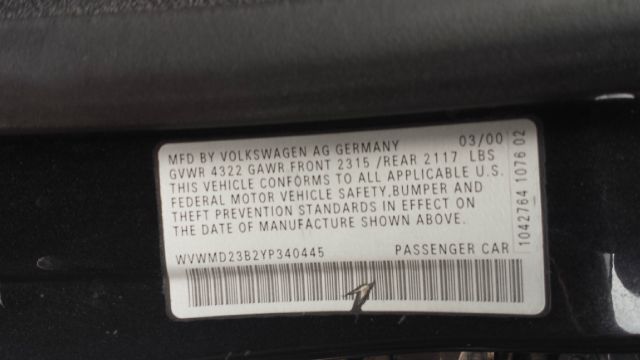 MFD BY VOLKSWAGEN AG GERMANY 03/00
GVWR 4322 GAWR FRONT 2315 /REAR 2117 LBS
THIS VEHICLE CONFORMS TO ALL APPLICABLE U.S.
FEDERAL MOTOR VEHICLE SAFETY,BUMPER AND
THEFT PREVENTION STANDARDS IN EFFECT ON
THE DATE OF MANUFACTURE SHOWN ABOVE.
WVWMD23B2YP340445 PASSENGER CAR
1042764 1076 02